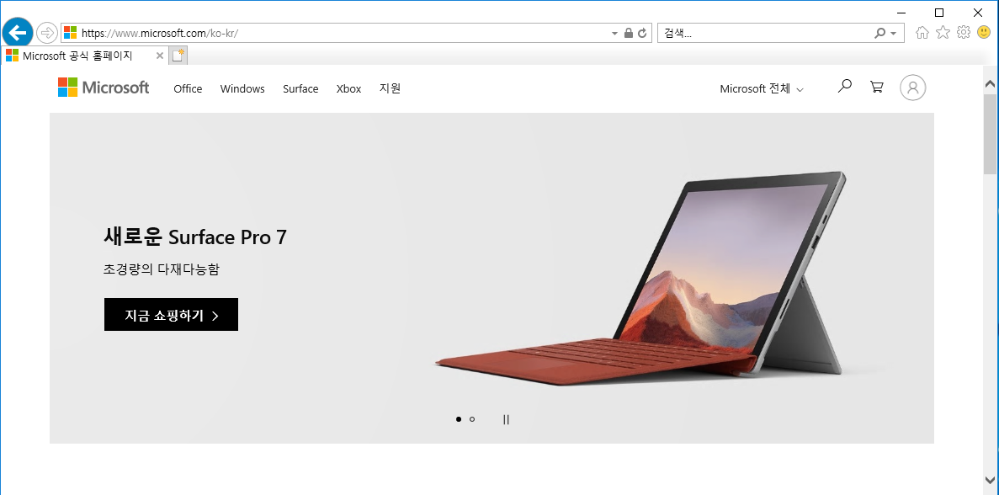 https://www.microsoft.com/ko-kr/
검색...
Microsoft 공식 홈페이지
Microsoft
Office
Windows
Surface
Xbox
지원
Microsoft 전체
새로운 Surface Pro 7
초경량의 다재다능함
지금 쇼핑하기